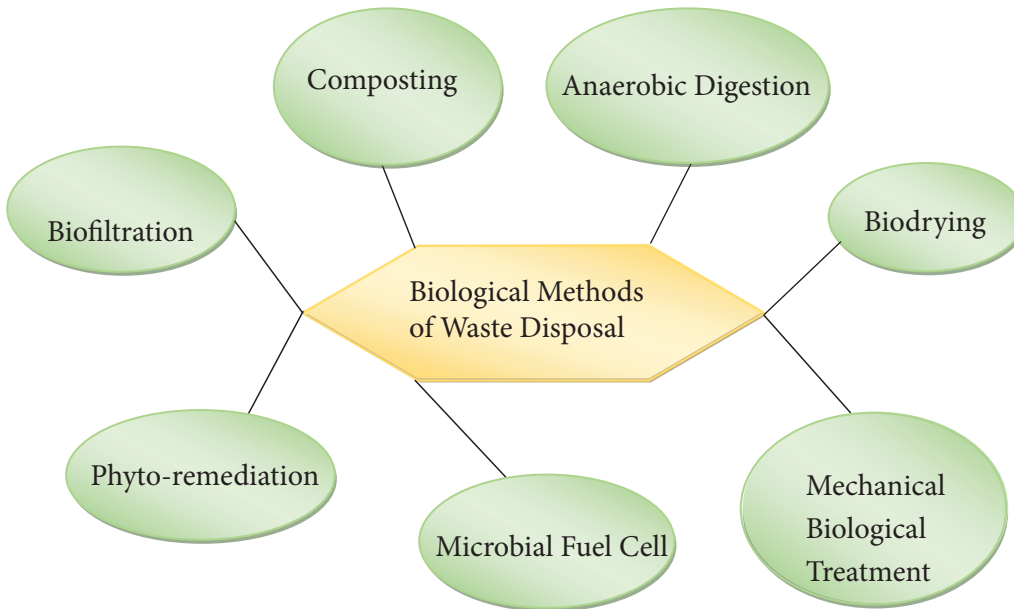 Composting
Anaerobic Digestion
Biofiltration
Biodrying
Biological Methods
of Waste Disposal
Phyto-remediation
Microbial Fuel Cell
Mechanical
Biological
Treatment